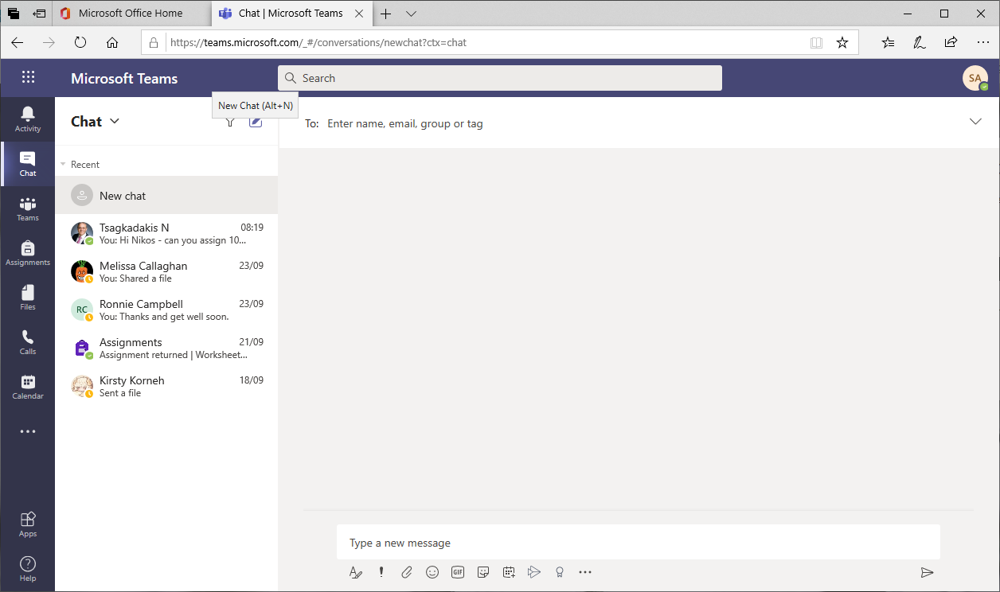 Microsoft Office Home
Chat | Microsoft Teams
https://teams.microsoft.com/_#/conversations/newchat?ctx=chat
Microsoft Teams
Search
SA
New Chat (Alt+N)
Activity
Chat
Teams
Assignments
Files
Calls
Calendar
Apps
Help
Chat
Recent
New chat
Tsagkadakis N 08:19
You: Hi Nikos - can you assign 10...
Melissa Callaghan 23/09
You: Shared a file
RC
Ronnie Campbell 23/09
You: Thanks and get well soon.
Assignments 21/09
Assignment returned | Worksheet...
Kirsty Korneh 18/09
Sent a file
To: Enter name, email, group or tag
Type a new message
GIF